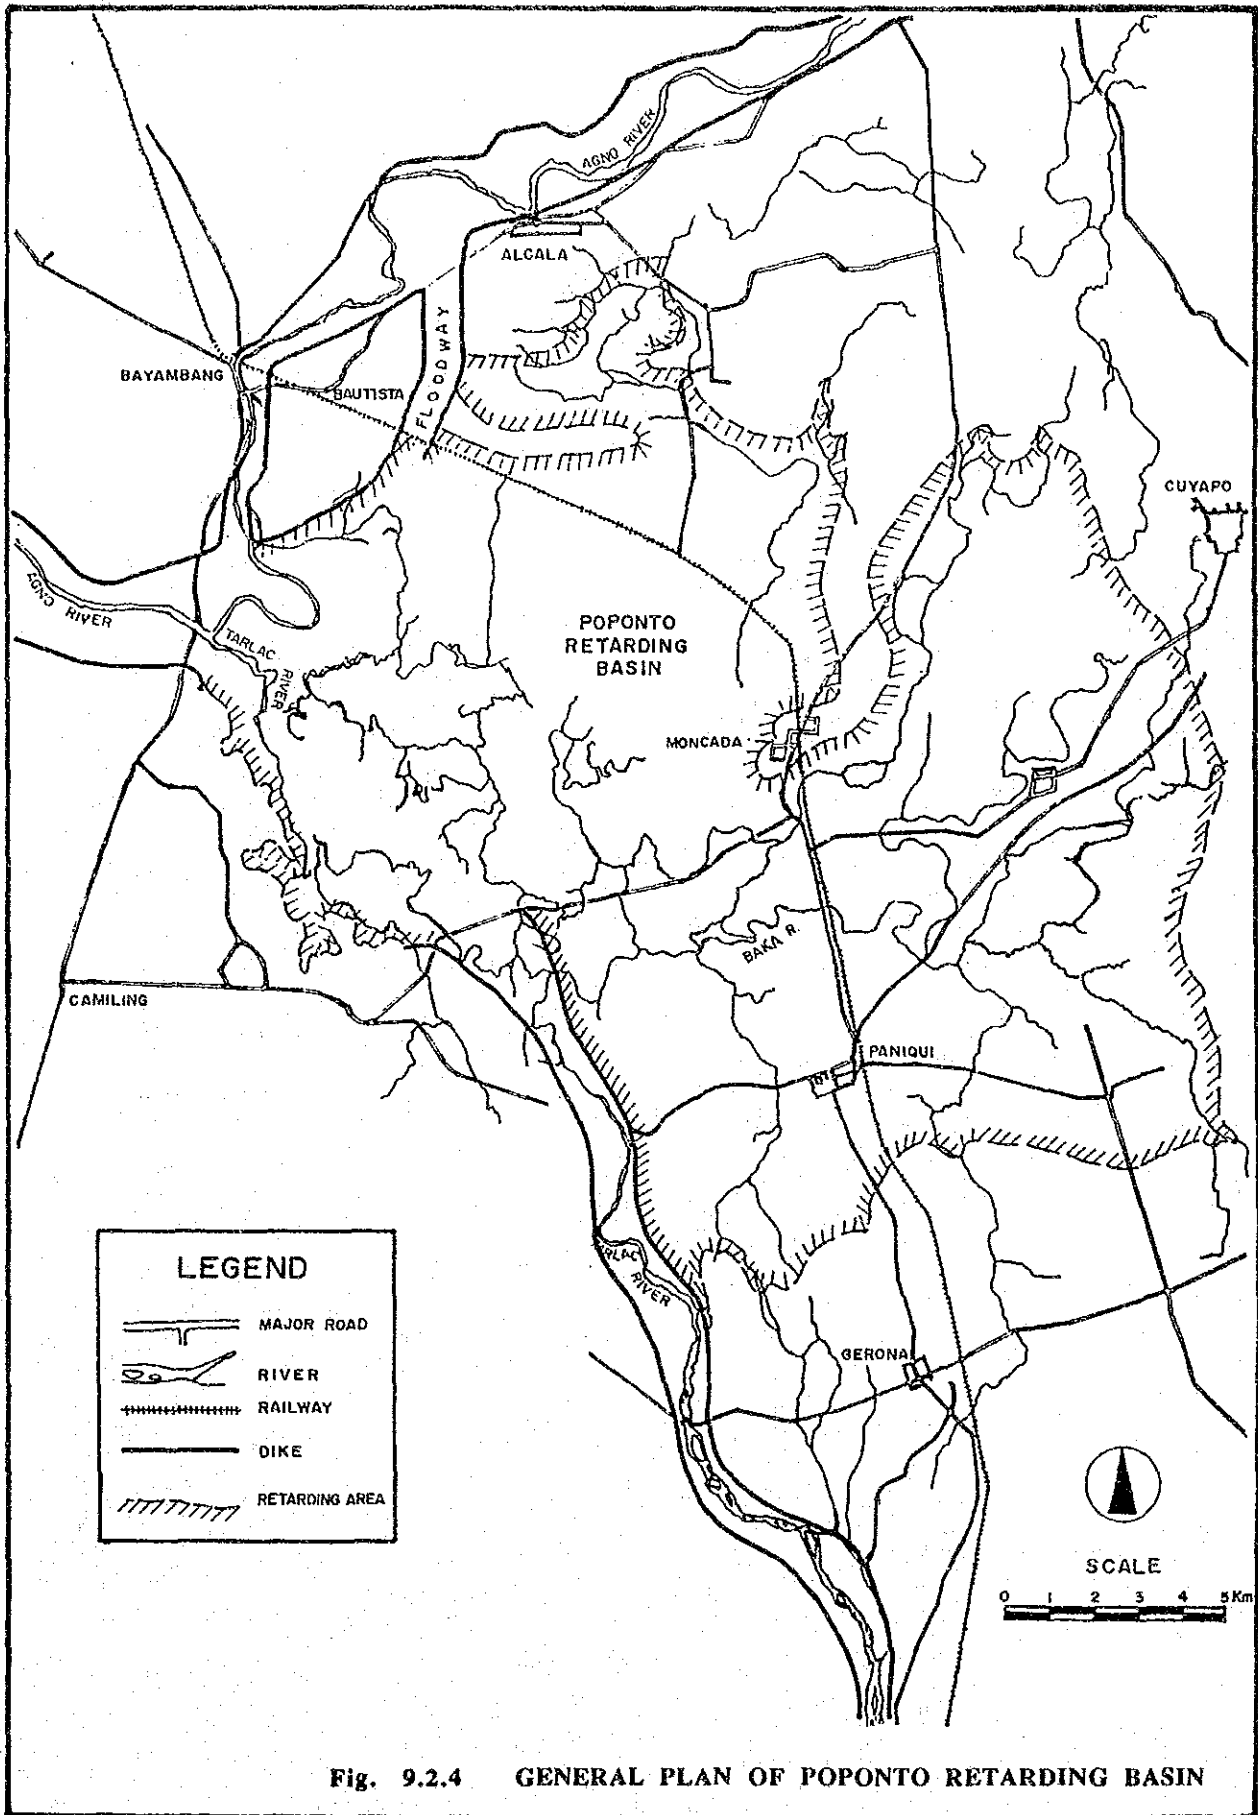 AGNO RIVER
ALCALA
FLOODWAY
BAYAMBANG
BAUTISTA
CUYAPO
AGNO RIVER
TARLAC RIVER
POPONTO
RETARDING
BASIN
MONCADA
BAKA R.
CAMILING
PANIQUI
RIVER
GERONA
LEGEND
MAJOR ROAD
RIVER
RAILWAY
DIKE
RETARDING AREA
SCALE
0 1 2 3 4 5 Km
Fig. 9.2.4 GENERAL PLAN OF POPONTO RETARDING BASIN